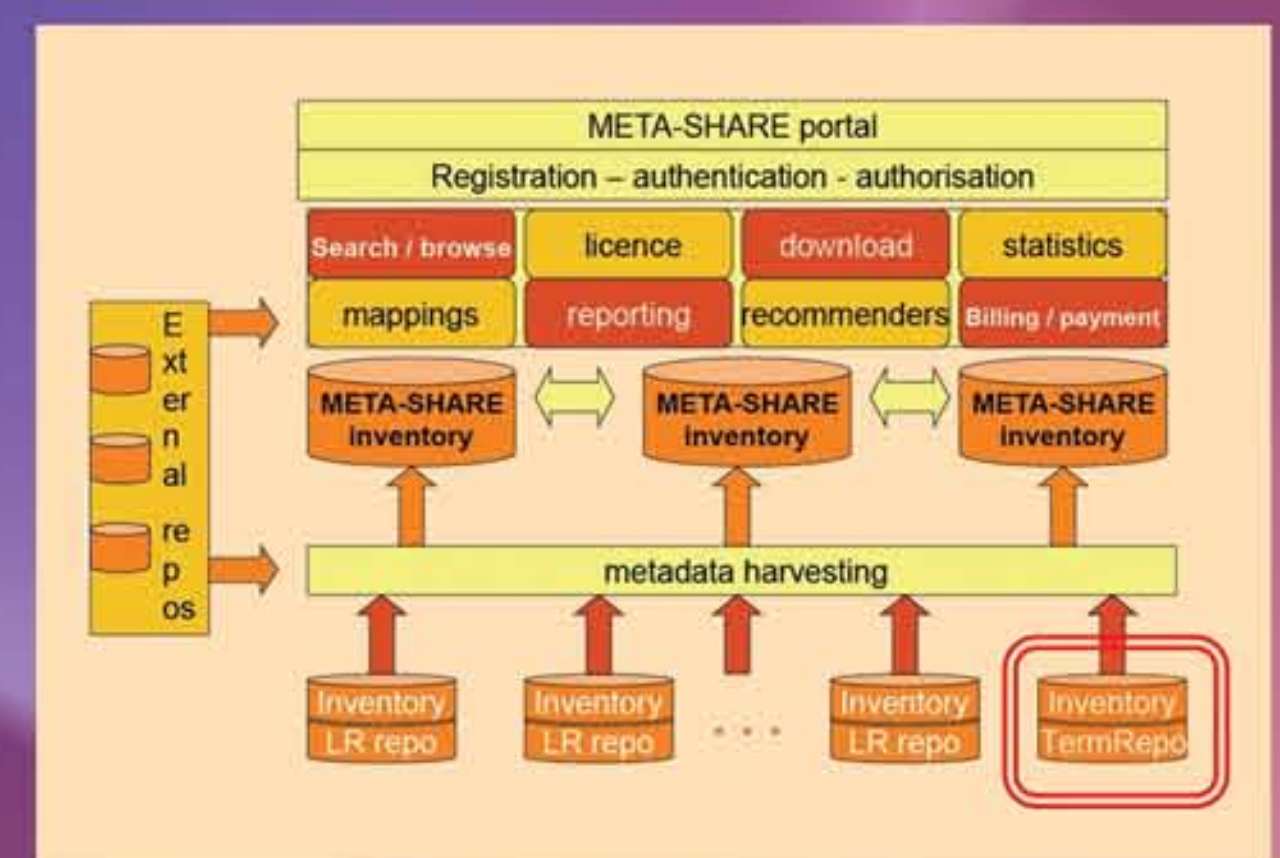 META-SHARE portal
Registration – authentication - authorisation
Search / browse
licence
download
statistics
mappings
reporting
recommenders
Billing / payment
E
xt
er
n
al
re
p
os
META-SHARE
inventory
META-SHARE
inventory
META-SHARE
inventory
metadata harvesting
Inventory
LR repo
Inventory
LR repo
. . .
Inventory
LR repo
Inventory
TermRepo